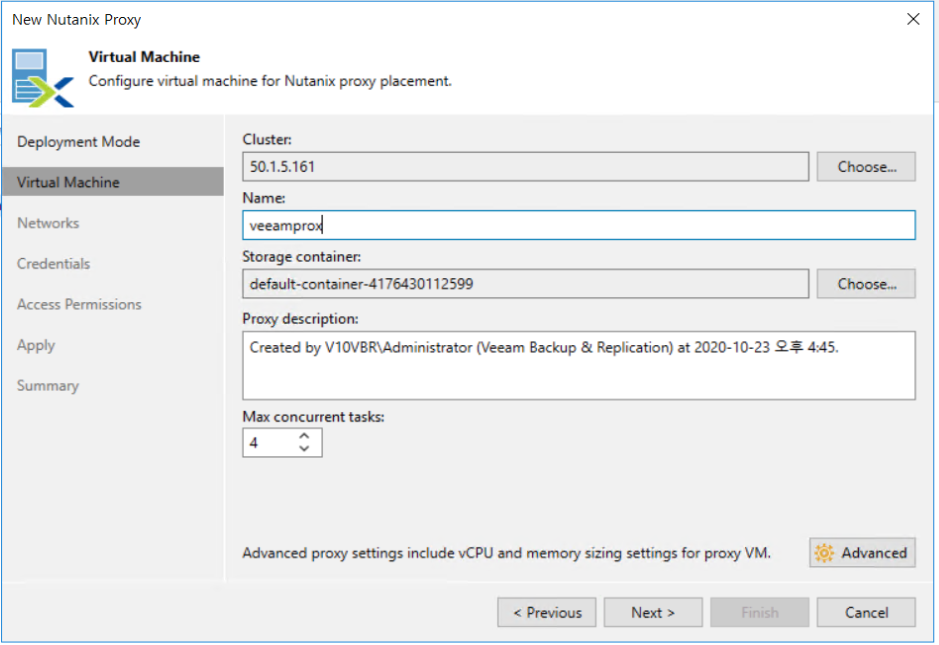 New Nutanix Proxy
Virtual Machine
Configure virtual machine for Nutanix proxy placement.
Deployment Mode
Virtual Machine
Networks
Credentials
Access Permissions
Apply
Summary
Cluster:
50.1.5.161
Choose...
Name:
veeamprox
Storage container:
default-container-4176430112599
Choose...
Proxy description:
Created by V10VBR\Administrator (Veeam Backup & Replication) at 2020-10-23 오후 4:45.
Max concurrent tasks:
4
Advanced proxy settings include vCPU and memory sizing settings for proxy VM.
Advanced
< Previous
Next >
Finish
Cancel